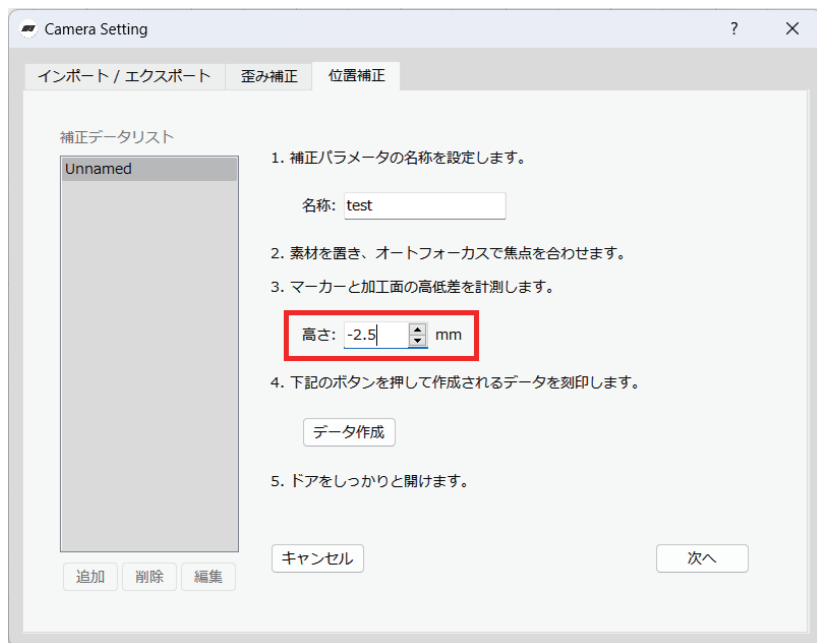 Camera Setting
?
インポート / エクスポート
歪み補正
位置補正
補正データリスト
Unnamed
追加
削除
編集
1. 補正パラメータの名称を設定します。
名称: test
2. 素材を置き、オートフォーカスで焦点を合わせます。
3. マーカーと加工面の高低差を計測します。
高さ: -2.5 mm
4. 下記のボタンを押して作成されるデータを刻印します。
データ作成
5. ドアをしっかりと開けます。
キャンセル
次へ